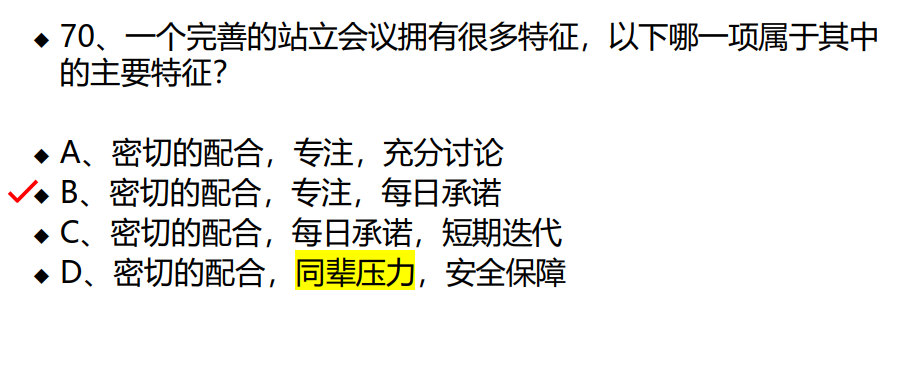 ◆ 70、一个完善的站立会议拥有很多特征，以下哪一项属于其中
的主要特征？
◆ A、密切的配合，专注，充分讨论
◆ B、密切的配合，专注，每日承诺
◆ C、密切的配合，每日承诺，短期迭代
◆ D、密切的配合，同辈压力，安全保障